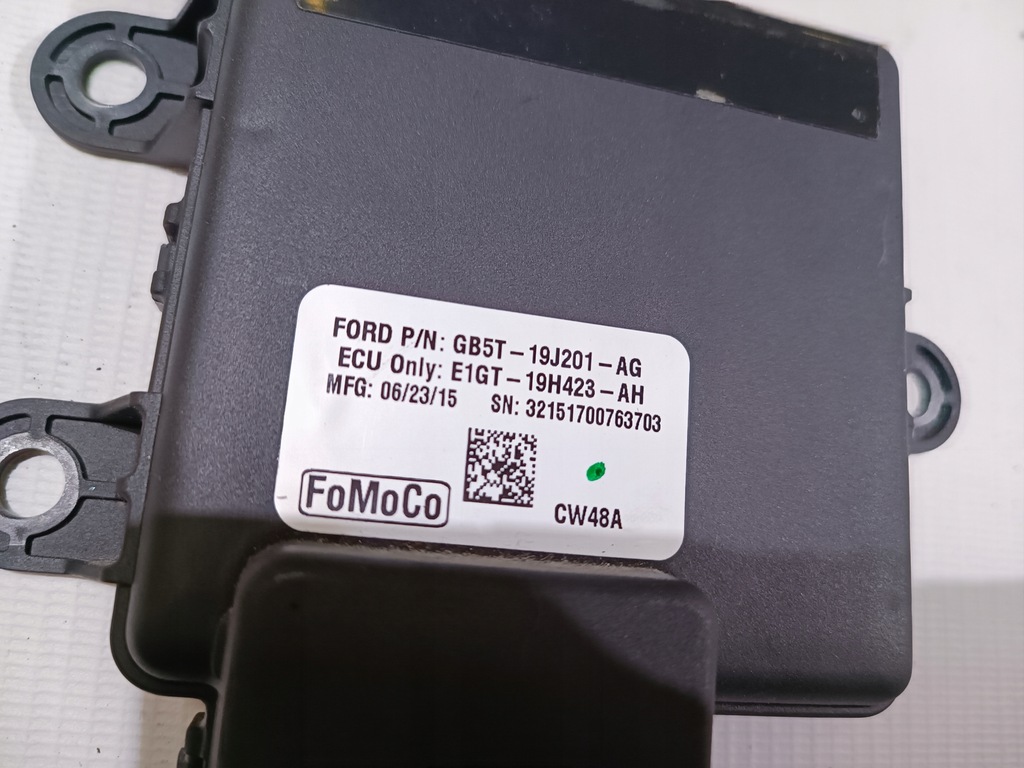 FORD P/N: GB5T-19J201-AG
ECU Only: E1GT-19H423-AH
MFG: 06/23/15 SN: 32151700763703
FoMoCo
CW48A